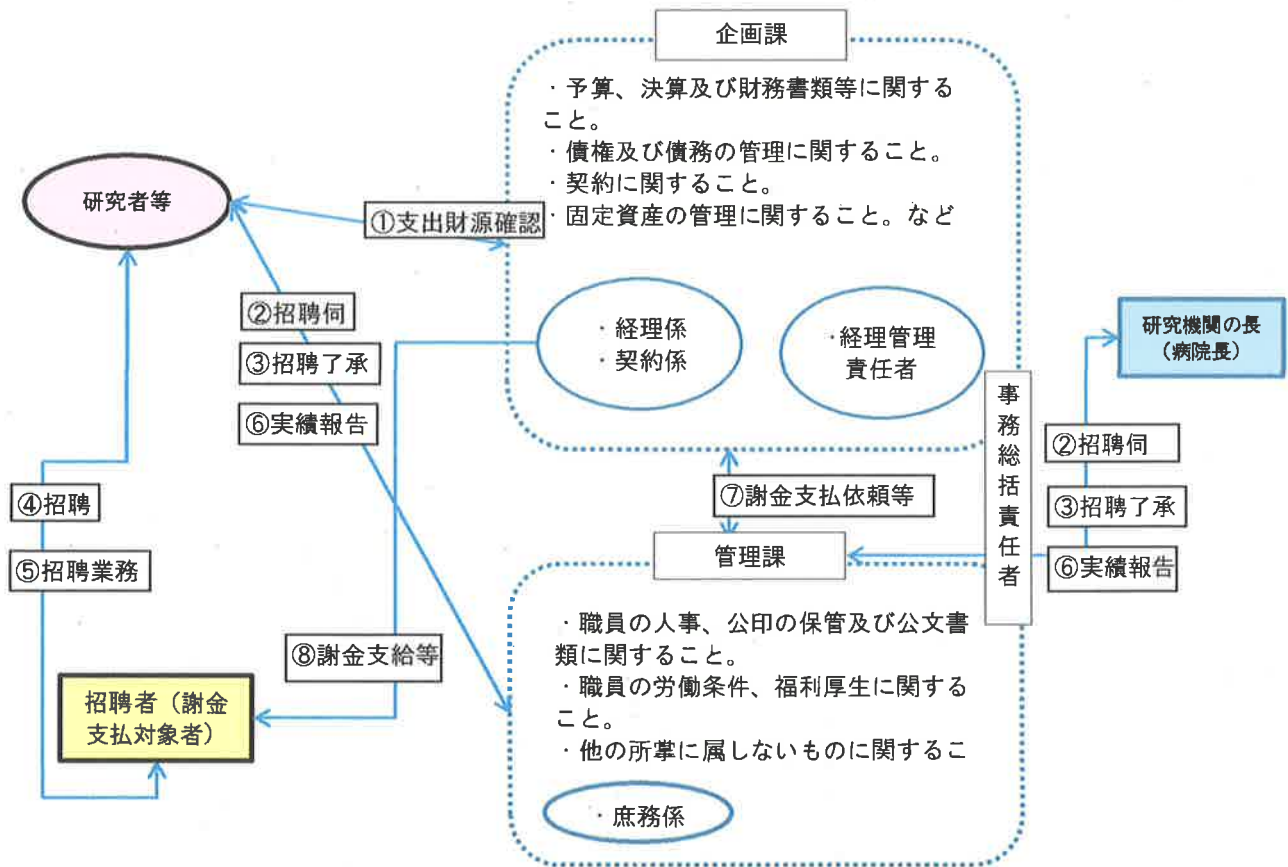 企画課
・予算、決算及び財務書類等に関する
こと。
・債権及び債務の管理に関すること。
・契約に関すること。
・固定資産の管理に関すること。など
研究者等
①支出財源確認
②招聘伺
③招聘了承
⑥実績報告
・経理係
・契約係
・経理管理
責任者
研究機関の長
（病院長）
事務総括責任者
②招聘伺
③招聘了承
⑥実績報告
⑦謝金支払依頼等
④招聘
⑤招聘業務
管理課
・職員の人事、公印の保管及び公文書
類に関すること。
・職員の労働条件、福利厚生に関する
こと。
・他の所掌に属しないものに関するこ
⑧謝金支給等
招聘者（謝金
支払対象者）
・庶務係